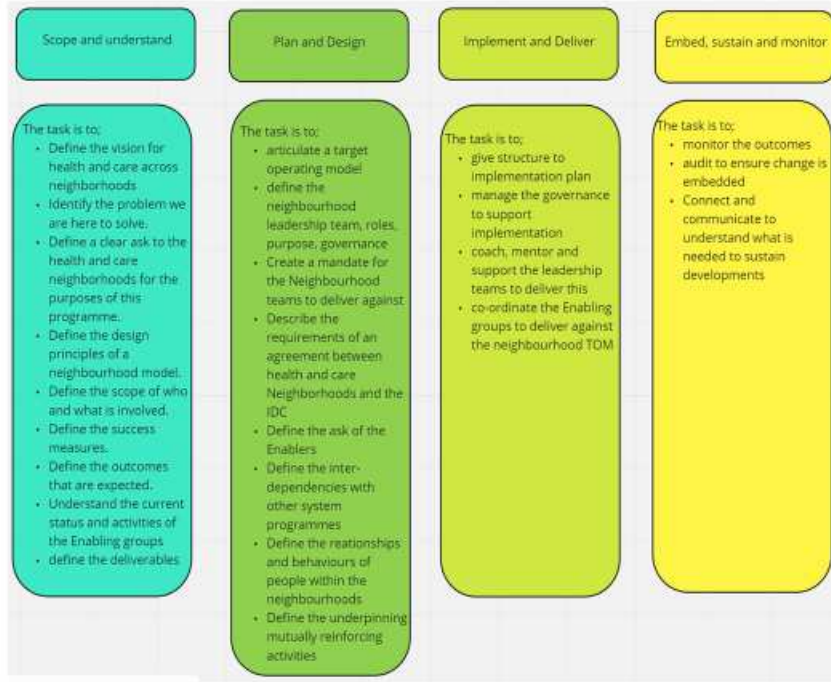 Scope and understand
Plan and Design
Implement and Deliver
Embed, sustain and monitor
The task is to;
• Define the vision for
health and care across
neighborhoods
• Identify the problem we
are here to solve.
• Define a clear ask to the
health and care
neighborhoods for the
purposes of this
programme.
• Define the design
principles of a
neighbourhood model.
• Define the scope of who
and what is involved.
• Define the success
measures.
• Define the outcomes
that are expected.
• Understand the current
status and activities of
the Enabling groups
• define the deliverables
The task is to;
• articulate a target
operating model
• define the
neighbourhood
leadership team, roles,
purpose, governance
• Create a mandate for
the Neighbourhood
teams to deliver against
• Describe the
requirements of an
agreement between
health and care
Neighborhoods and the
IDC
• Define the ask of the
Enablers
• Define the inter-
dependencies with
other system
programmes
• Define the reationships
and behaviours of
people within the
neighbourhoods
• Define the underpinning
mutually reinforcing
activities
The task is to;
• give structure to
implementation plan
• manage the governance
to support
implementation
• coach, mentor and
support the leadership
teams to deliver this
• co-ordinate the Enabling
groups to deliver against
the neighbourhood TOM
The task is to;
• monitor the outcomes
• audit to ensure change is
embedded
• Connect and
communicate to
understand what is
needed to sustain
developments